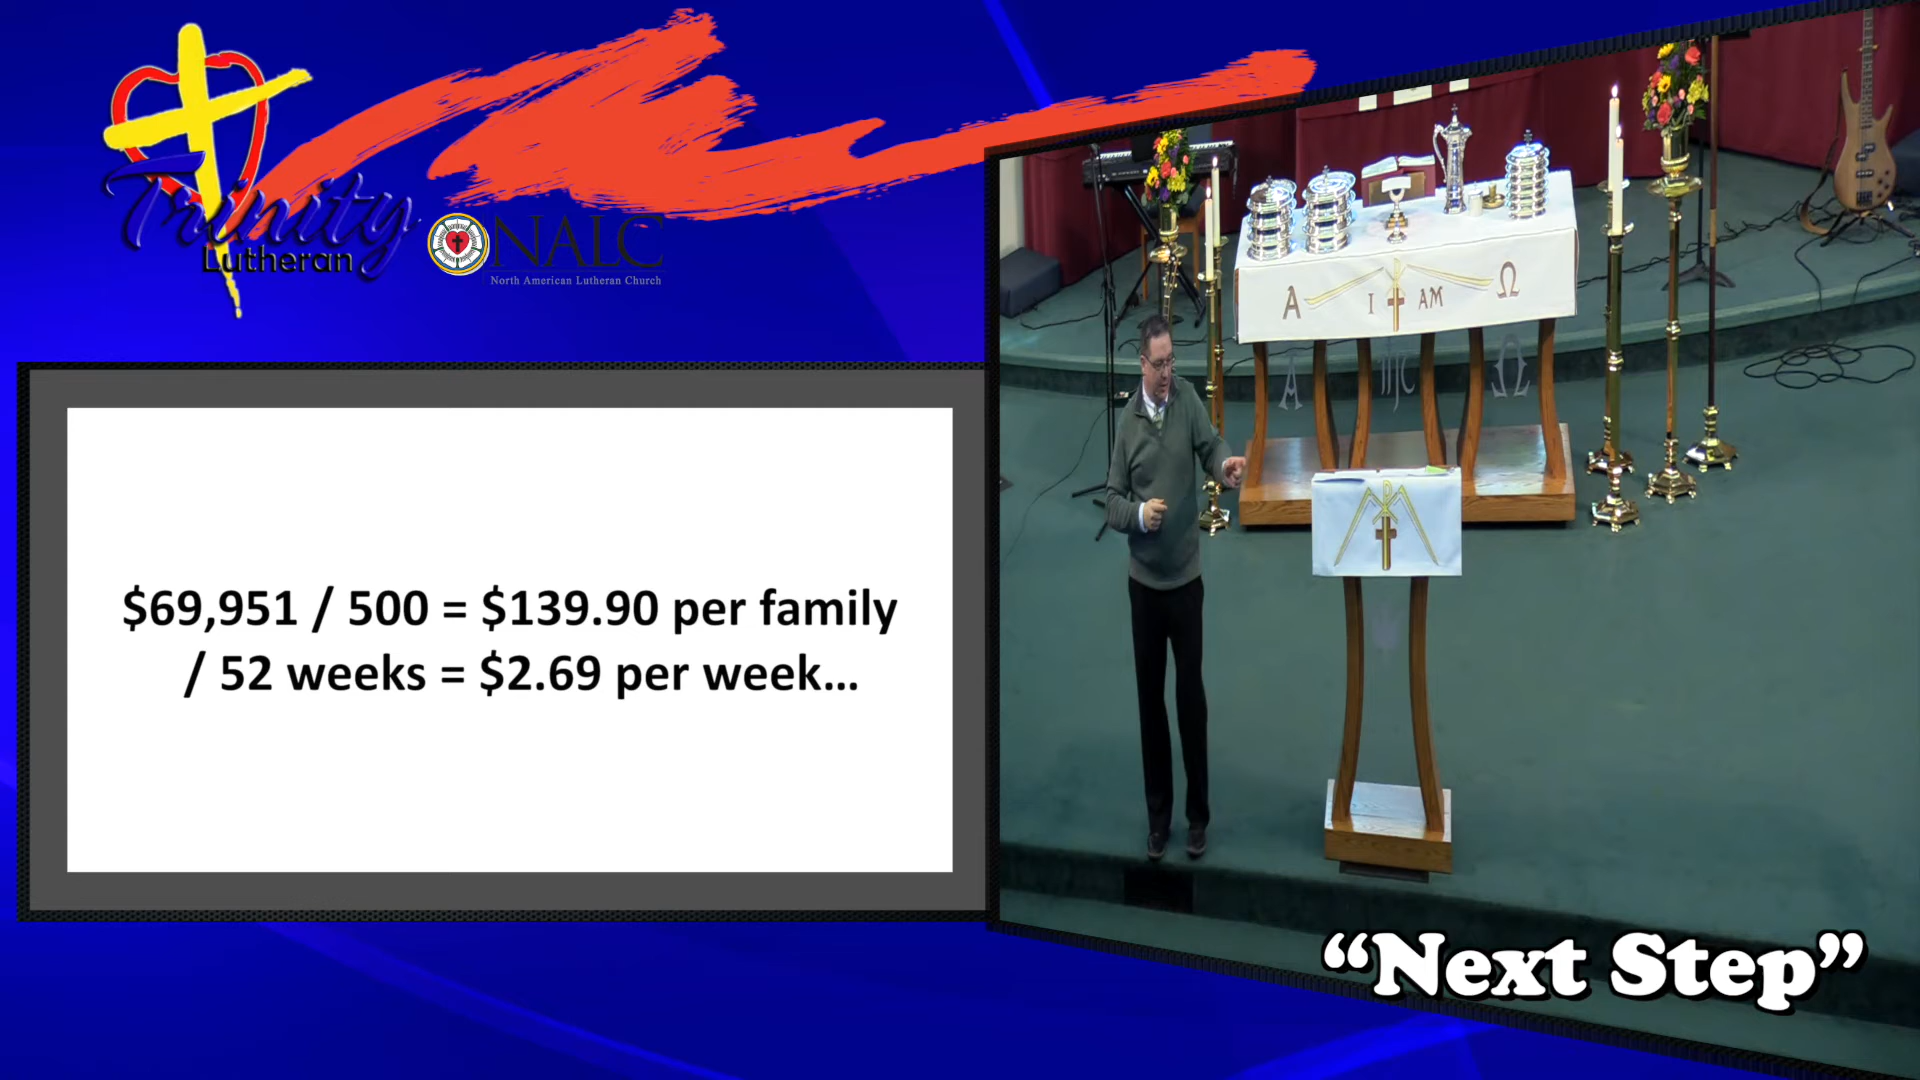 Trinity
Lutheran
NALC
North American Lutheran Church
$69,951 / 500 = $139.90 per family
/ 52 weeks = $2.69 per week...
Α I AM Ω
Α Ω
“Next Step”